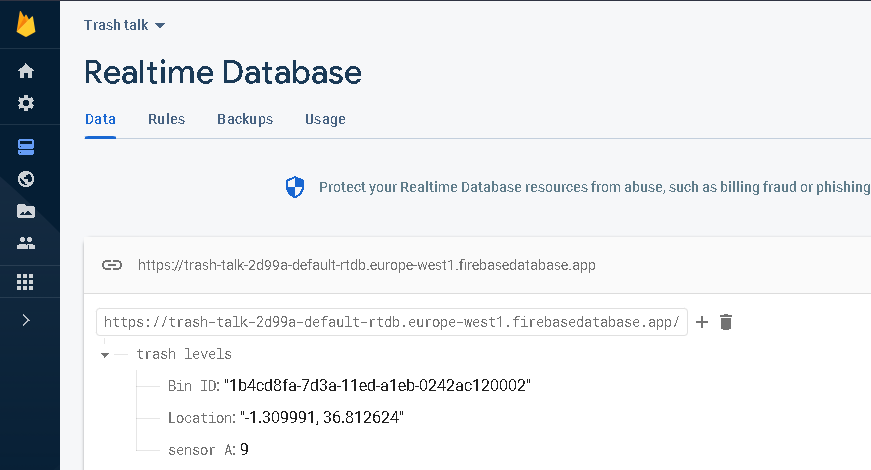 Trash talk
Realtime Database
Data Rules Backups Usage
Protect your Realtime Database resources from abuse, such as billing fraud or phishing
https://trash-talk-2d99a-default-rtdb.europe-west1.firebasedatabase.app
https://trash-talk-2d99a-default-rtdb.europe-west1.firebasedatabase.app/
trash levels
Bin ID: "1b4cd8fa-7d3a-11ed-a1eb-0242ac120002"
Location: "-1.309991, 36.812624"
sensor A: 9